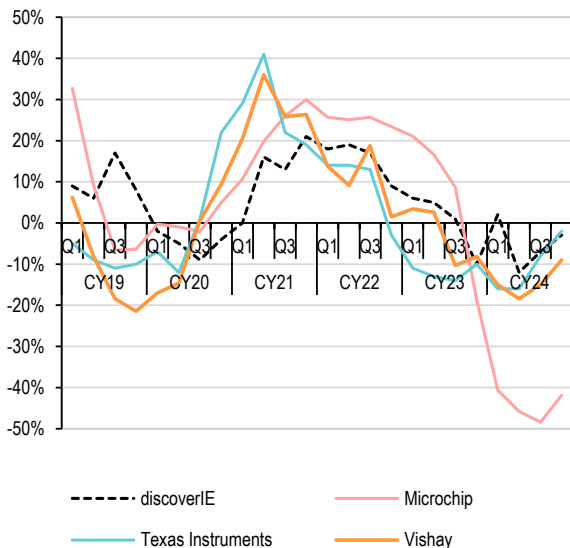 50%
40%
30%
20%
10%
0%
-10%
-20%
-30%
-40%
-50%
Q1 Q3 Q1 Q3 Q1 Q3 Q1 Q3 Q1 Q3 Q1 Q3
CY19 CY20 CY21 CY22 CY23 CY24
discoverIE Microchip
Texas Instruments Vishay